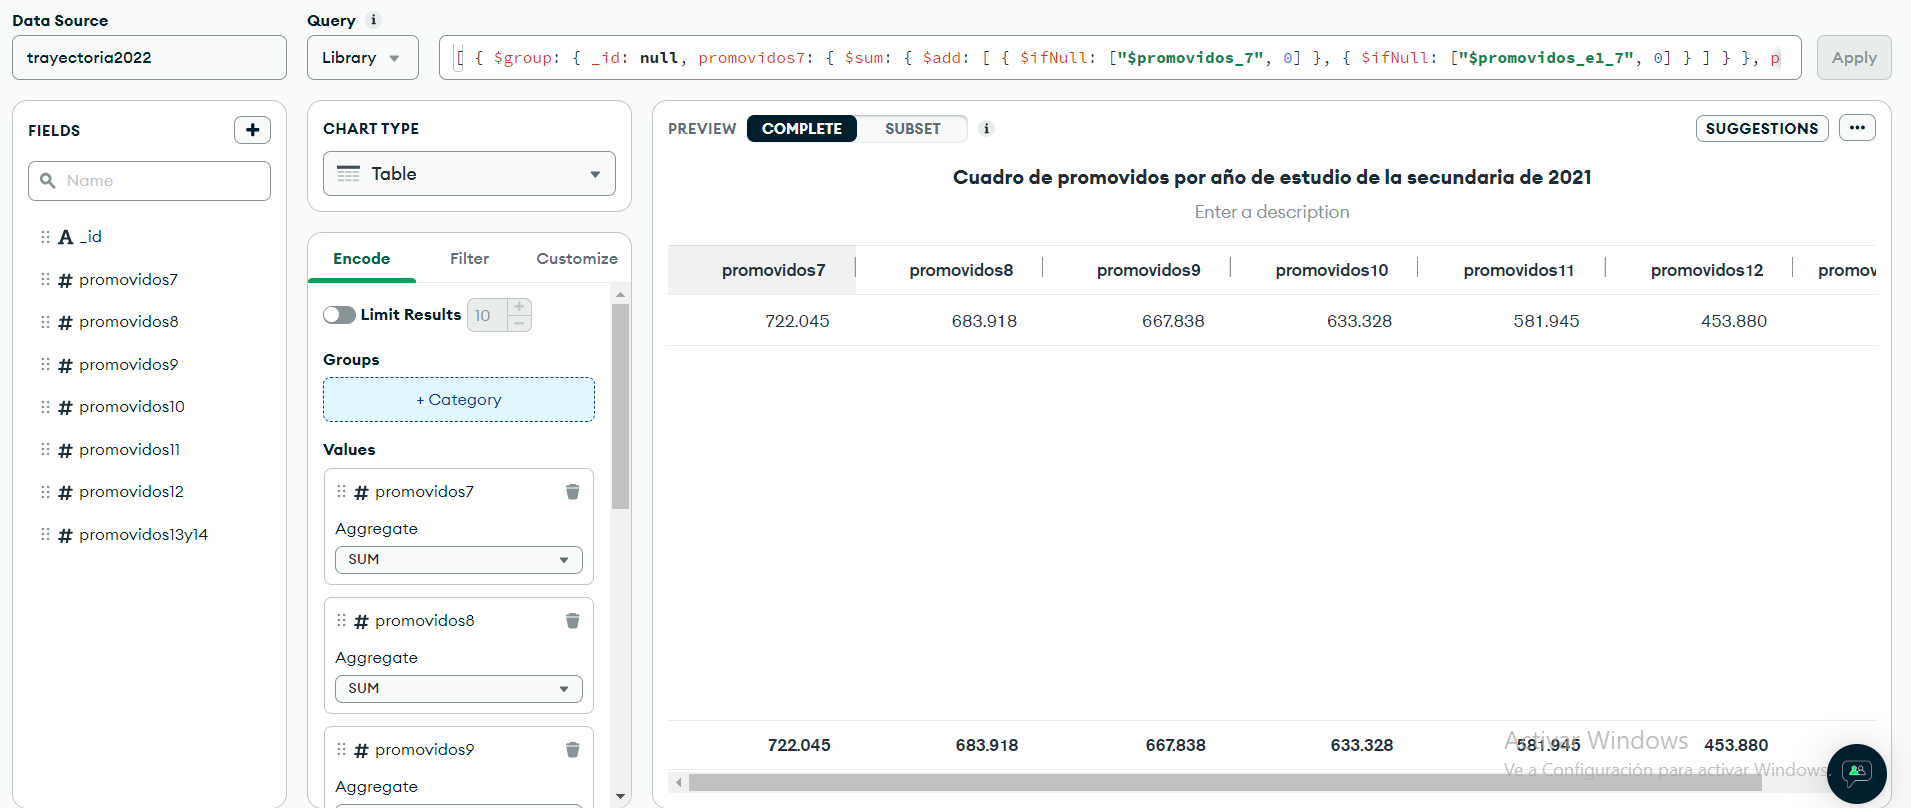 Data Source
trayectoria2022
Query i
Library
[ { $group: { _id: null, promovidos7: { $sum: { $add: [ { $ifNull: ["$promovidos_7", 0] }, { $ifNull: ["$promovidos_e1_7", 0] } ] } }, p
Apply
FIELDS
+
Name
A _id
# promovidos7
# promovidos8
# promovidos9
# promovidos10
# promovidos11
# promovidos12
# promovidos13y14
CHART TYPE
Table
Encode Filter Customize
Limit Results 10 + −
Groups
+ Category
Values
# promovidos7
Aggregate
SUM
# promovidos8
Aggregate
SUM
# promovidos9
Aggregate
PREVIEW COMPLETE SUBSET i
SUGGESTIONS ...
Cuadro de promovidos por año de estudio de la secundaria de 2021
Enter a description
promovidos7 promovidos8 promovidos9 promovidos10 promovidos11 promovidos12 promov
722.045 683.918 667.838 633.328 581.945 453.880
722.045 683.918 667.838 633.328 581.945 453.880
Activar Windows
Ve a Configuración para activar Windows.